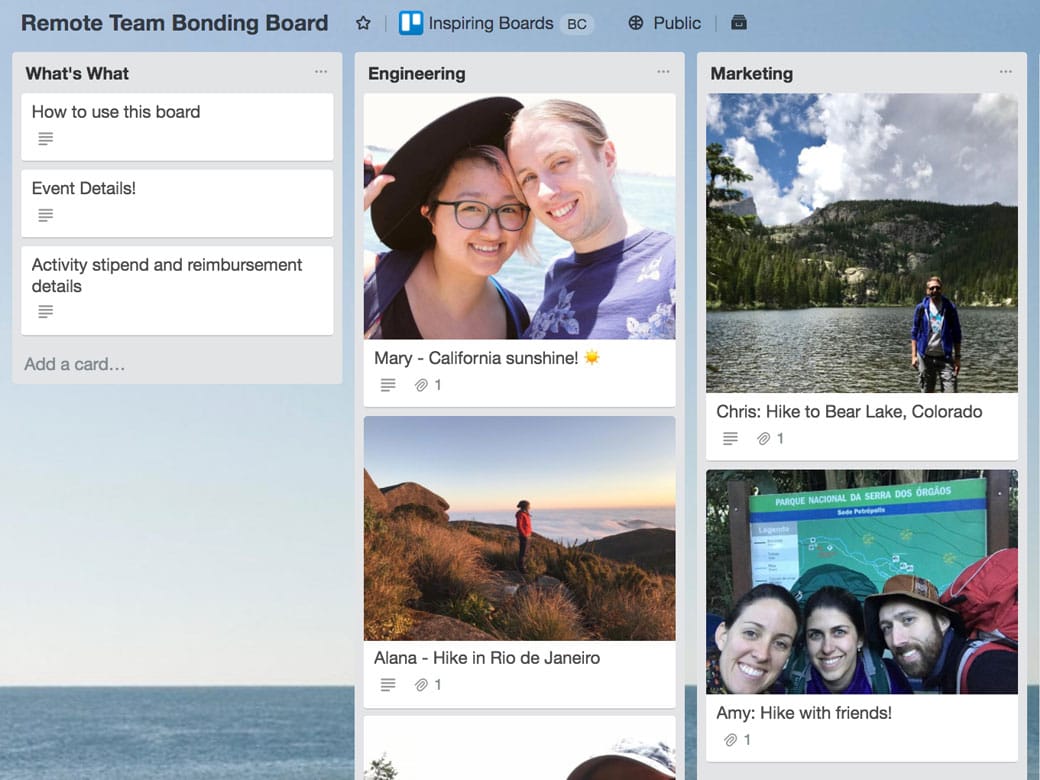 Remote Team Bonding Board
Inspiring Boards BC
Public
What's What
How to use this board
Event Details!
Activity stipend and reimbursement
details
Add a card…
Engineering
Mary - California sunshine! ☀️
1
Alana - Hike in Rio de Janeiro
1
Marketing
Chris: Hike to Bear Lake, Colorado
1
PARQUE NACIONAL DA SERRA DOS ÓRGÃOS
Sede Petrópolis
Legenda
Amy: Hike with friends!
1